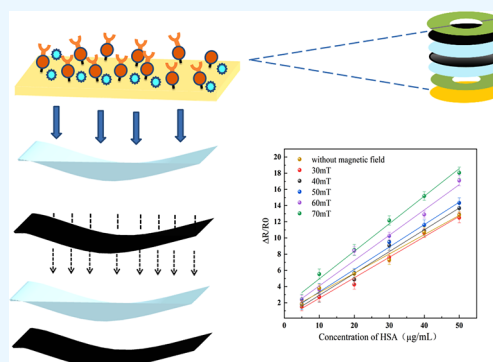 without magnetic field
30mT
40mT
50mT
60mT
70mT
ΔR/R0
20
18
16
14
12
10
8
6
4
2
0
10
20
30
40
50
Concentration of HSA （μg/mL）